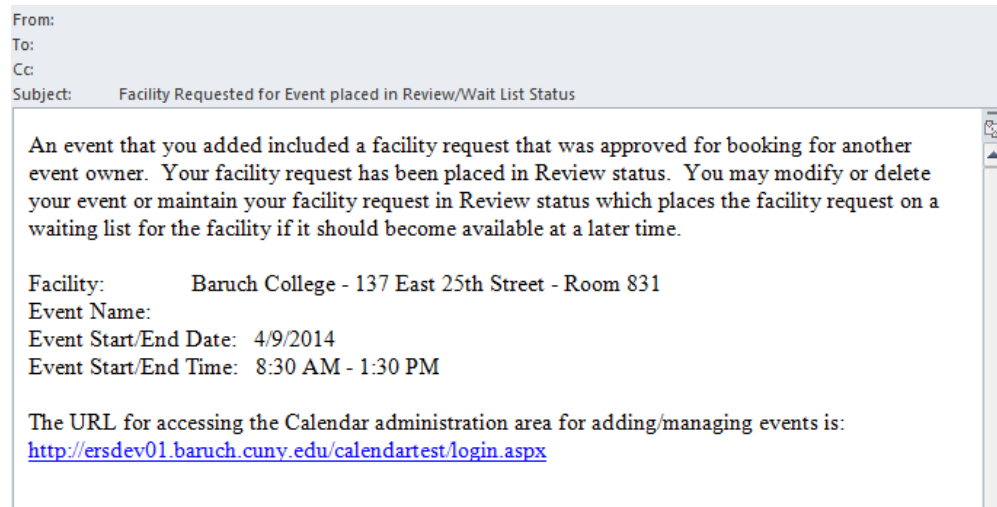 From:
To:
Cc:
Subject: Facility Requested for Event placed in Review/Wait List Status
An event that you added included a facility request that was approved for booking for another
event owner. Your facility request has been placed in Review status. You may modify or delete
your event or maintain your facility request in Review status which places the facility request on a
waiting list for the facility if it should become available at a later time.
Facility: Baruch College - 137 East 25th Street - Room 831
Event Name:
Event Start/End Date: 4/9/2014
Event Start/End Time: 8:30 AM - 1:30 PM
The URL for accessing the Calendar administration area for adding/managing events is:
http://ersdev01.baruch.cuny.edu/calendartest/login.aspx